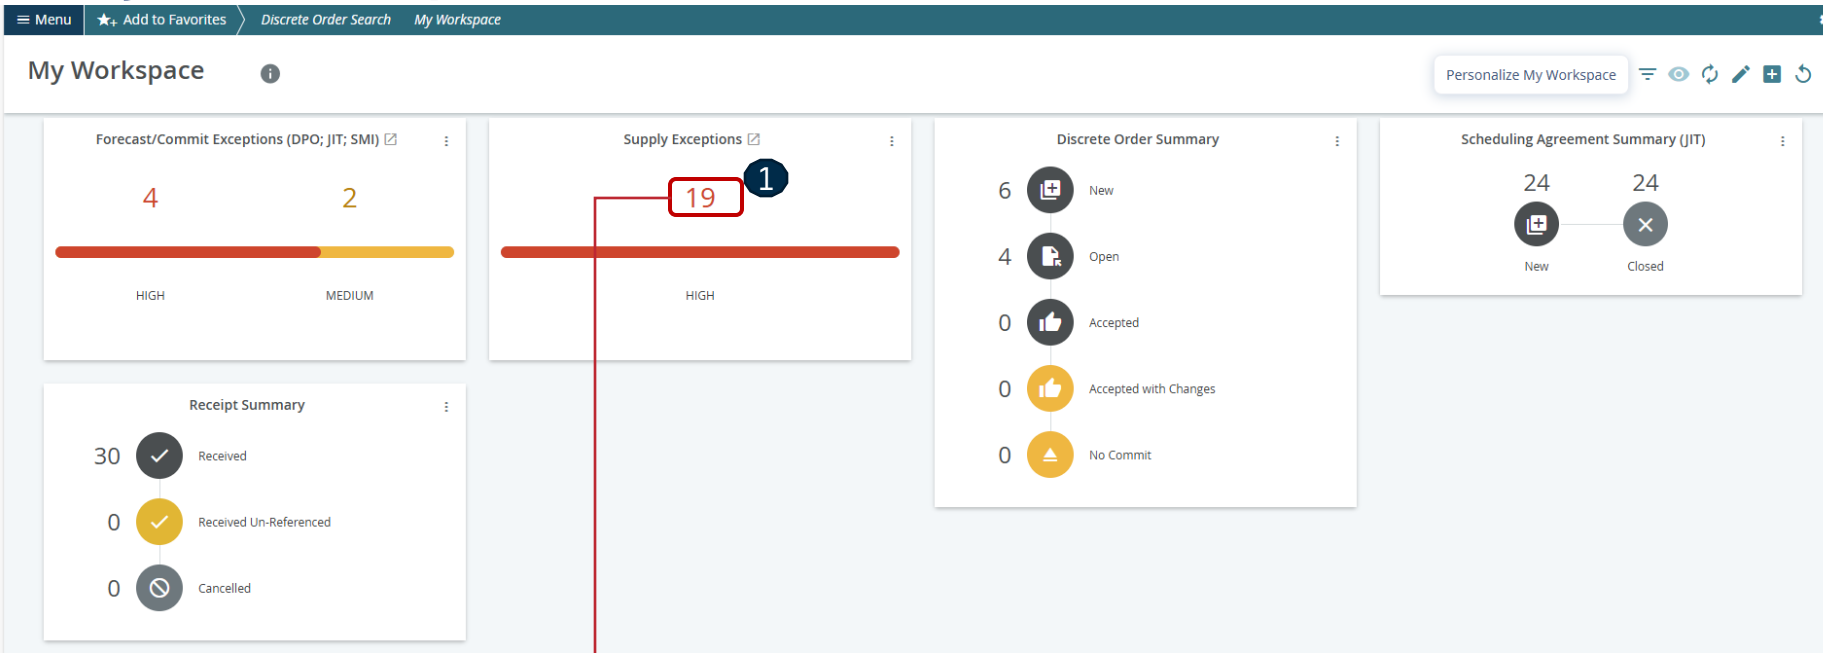 Menu
Add to Favorites
Discrete Order Search
My Workspace
My Workspace
Personalize My Workspace
Forecast/Commit Exceptions (DPO; JIT; SMI)
4
2
HIGH
MEDIUM
Supply Exceptions
19
1
HIGH
Discrete Order Summary
6 New
4 Open
0 Accepted
0 Accepted with Changes
0 No Commit
Scheduling Agreement Summary (JIT)
24
24
New
Closed
Receipt Summary
30 Received
0 Received Un-Referenced
0 Cancelled